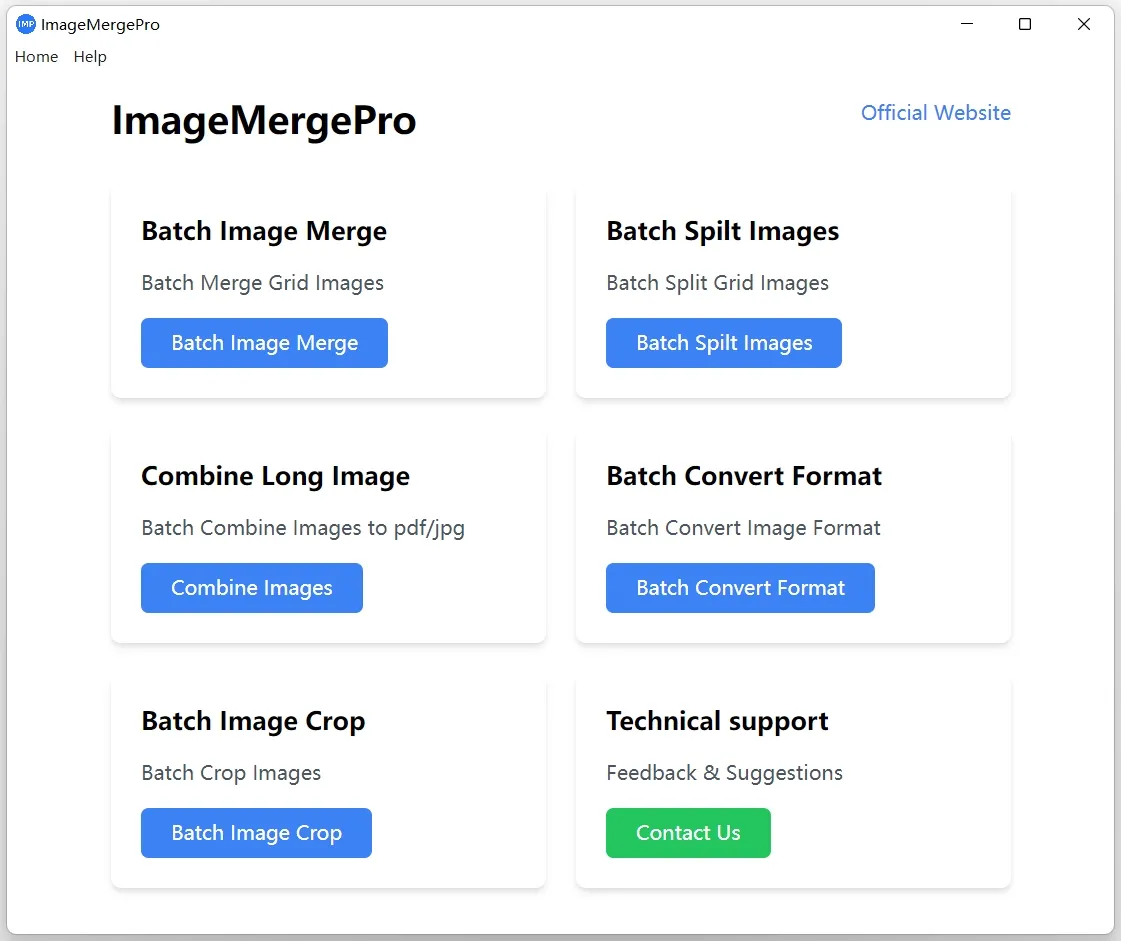 IMP ImageMergePro
Home Help
ImageMergePro
Official Website
Batch Image Merge
Batch Merge Grid Images
Batch Image Merge
Batch Spilt Images
Batch Split Grid Images
Batch Spilt Images
Combine Long Image
Batch Combine Images to pdf/jpg
Combine Images
Batch Convert Format
Batch Convert Image Format
Batch Convert Format
Batch Image Crop
Batch Crop Images
Batch Image Crop
Technical support
Feedback & Suggestions
Contact Us